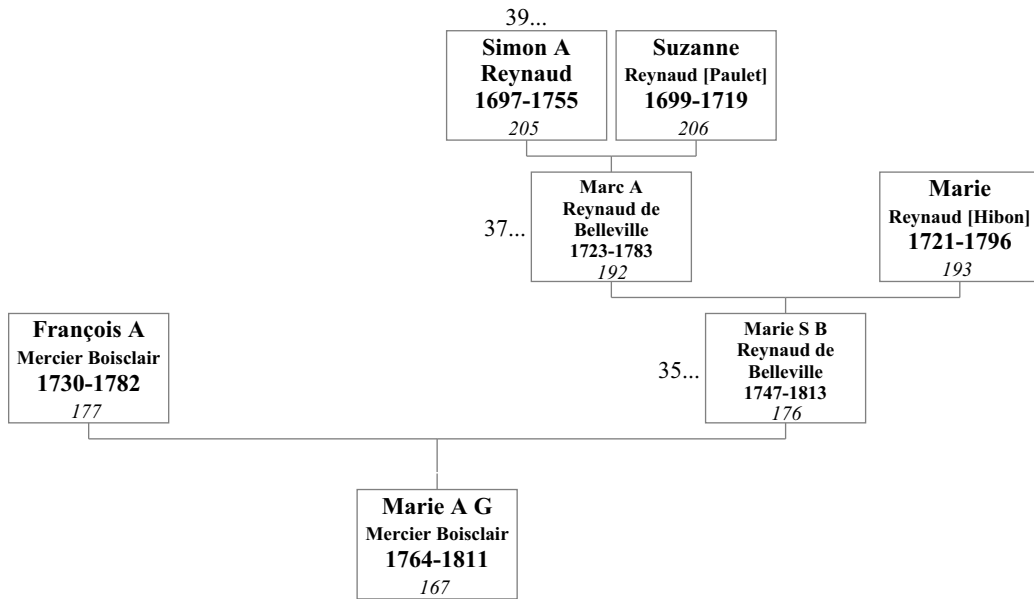 39...
Simon A
Reynaud
1697-1755
205
Suzanne
Reynaud [Paulet]
1699-1719
206
37...
Marc A
Reynaud de
Belleville
1723-1783
192
Marie
Reynaud [Hibon]
1721-1796
193
François A
Mercier Boisclair
1730-1782
177
35...
Marie S B
Reynaud de
Belleville
1747-1813
176
Marie A G
Mercier Boisclair
1764-1811
167